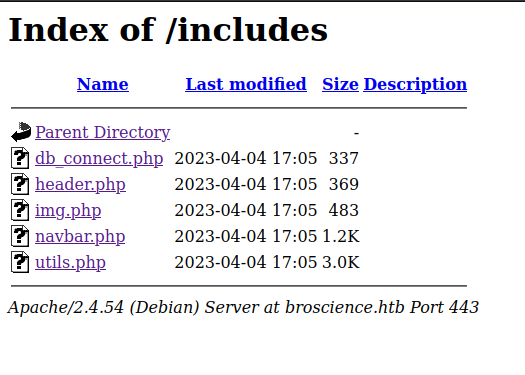 Index of /includes
Name Last modified Size Description
Parent Directory -
db_connect.php 2023-04-04 17:05 337
header.php 2023-04-04 17:05 369
img.php 2023-04-04 17:05 483
navbar.php 2023-04-04 17:05 1.2K
utils.php 2023-04-04 17:05 3.0K
Apache/2.4.54 (Debian) Server at broscience.htb Port 443